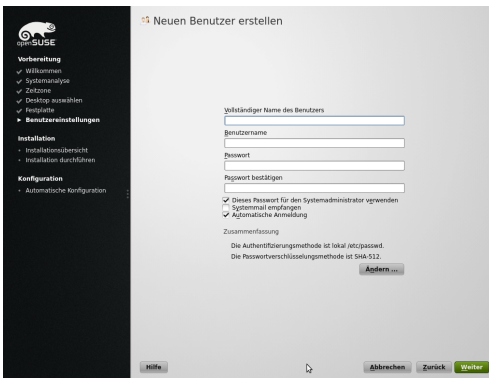 openSUSE
Vorbereitung
Willkommen
Systemanalyse
Zeitzone
Desktop auswählen
Festplatte
Benutzereinstellungen
Installation
Installationsübersicht
Installation durchführen
Konfiguration
Automatische Konfiguration
Neuen Benutzer erstellen
Vollständiger Name des Benutzers
Benutzername
Passwort
Passwort bestätigen
Dieses Passwort für den Systemadministrator verwenden
Systemmail empfangen
Automatische Anmeldung
Zusammenfassung
Die Authentifizierungsmethode ist lokal /etc/passwd.
Die Passwortverschlüsselungsmethode ist SHA-512.
Ändern ...
Hilfe Abbrechen Zurück Weiter